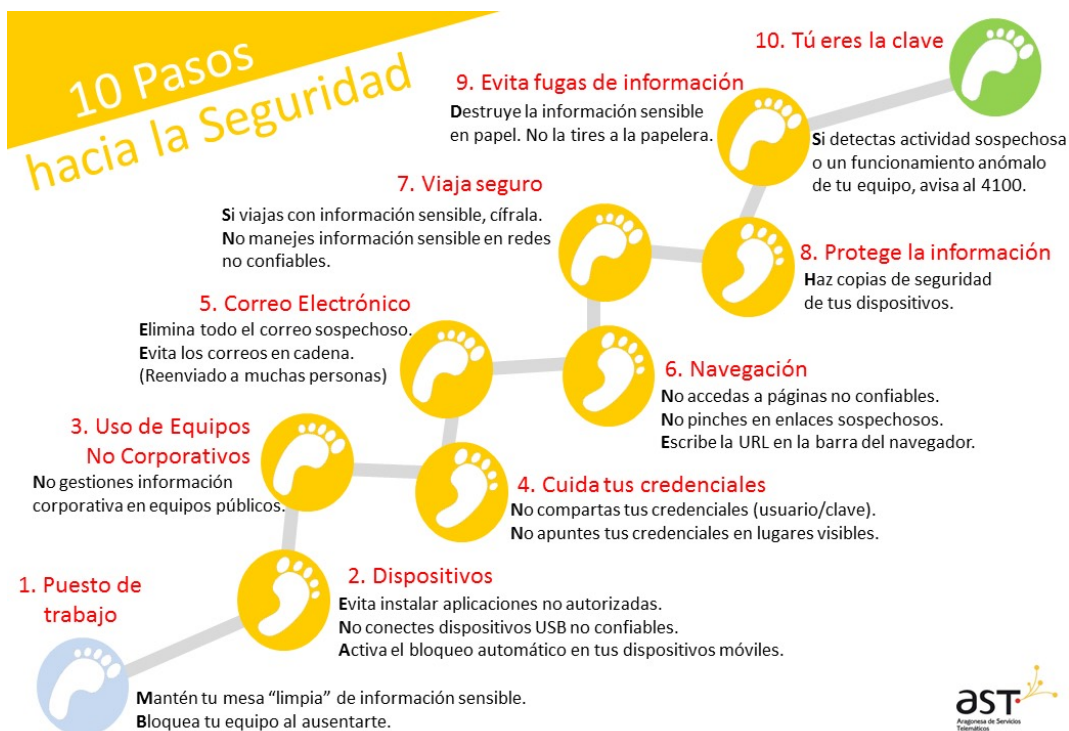 10 Pasos
hacia la Seguridad
1. Puesto de
trabajo
Mantén tu mesa “limpia” de información sensible.
Bloquea tu equipo al ausentarte.
2. Dispositivos
Evita instalar aplicaciones no autorizadas.
No conectes dispositivos USB no confiables.
Activa el bloqueo automático en tus dispositivos móviles.
3. Uso de Equipos
No Corporativos
No gestiones información
corporativa en equipos públicos.
4. Cuida tus credenciales
No compartas tus credenciales (usuario/clave).
No apuntes tus credenciales en lugares visibles.
5. Correo Electrónico
Elimina todo el correo sospechoso.
Evita los correos en cadena.
(Reenviado a muchas personas)
6. Navegación
No accedas a páginas no confiables.
No pinches en enlaces sospechosos.
Escribe la URL en la barra del navegador.
7. Viaja seguro
Si viajas con información sensible, cífrala.
No manejes información sensible en redes
no confiables.
8. Protege la información
Haz copias de seguridad
de tus dispositivos.
9. Evita fugas de información
Destruye la información sensible
en papel. No la tires a la papelera.
10. Tú eres la clave
Si detectas actividad sospechosa
o un funcionamiento anómalo
de tu equipo, avisa al 4100.
aST
Aragonesa de Servicios
Telemáticos